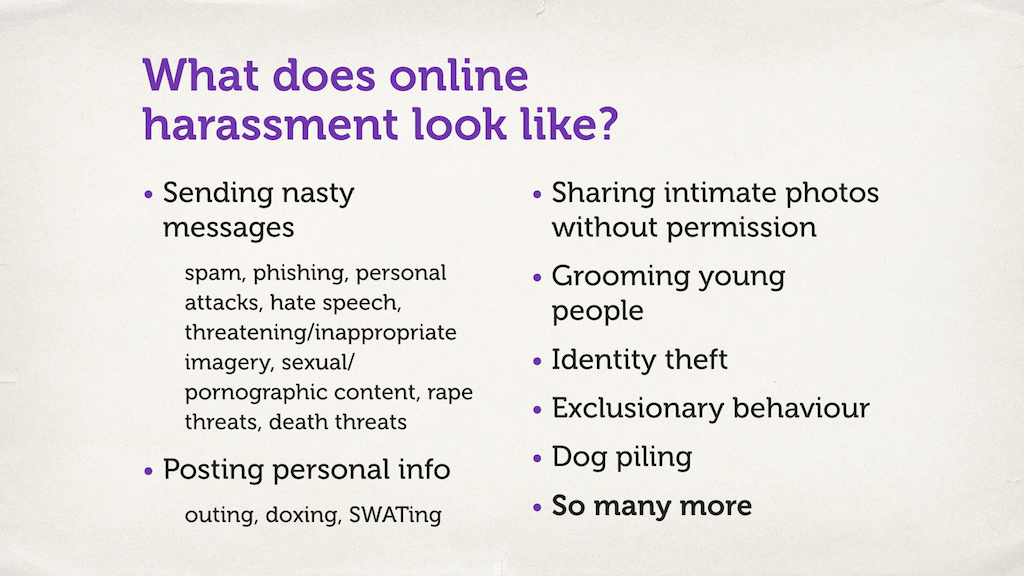 What does online
harassment look like?
• Sending nasty
messages
spam, phishing, personal
attacks, hate speech,
threatening/inappropriate
imagery, sexual/
pornographic content, rape
threats, death threats
• Posting personal info
outing, doxing, SWATing
• Sharing intimate photos
without permission
• Grooming young
people
• Identity theft
• Exclusionary behaviour
• Dog piling
• So many more